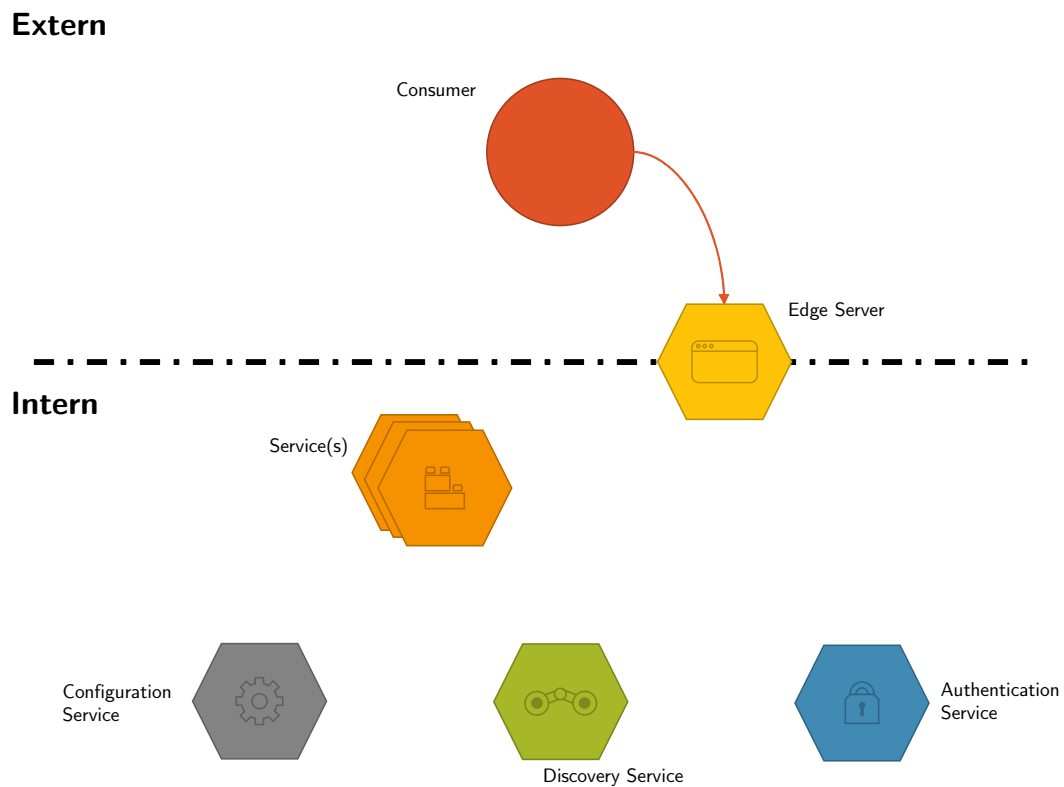 Extern
Consumer
Edge Server
Intern
Service(s)
Configuration
Service
Discovery Service
Authentication
Service